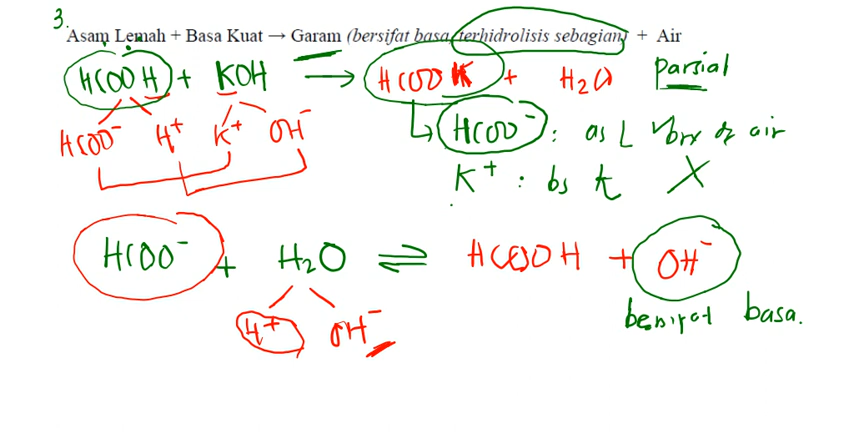 3.
Asam Lemah + Basa Kuat → Garam (bersifat basa, terhidrolisis sebagian) + Air
HCOOH + KOH → HCOOK + H2O parsial
HCOO- H+ K+ OH- ↳ HCOO- : as L air
K+ : bs k X
HCOO- + H2O ⇌ HCOOH + OH-
H+ OH- bersifat basa.